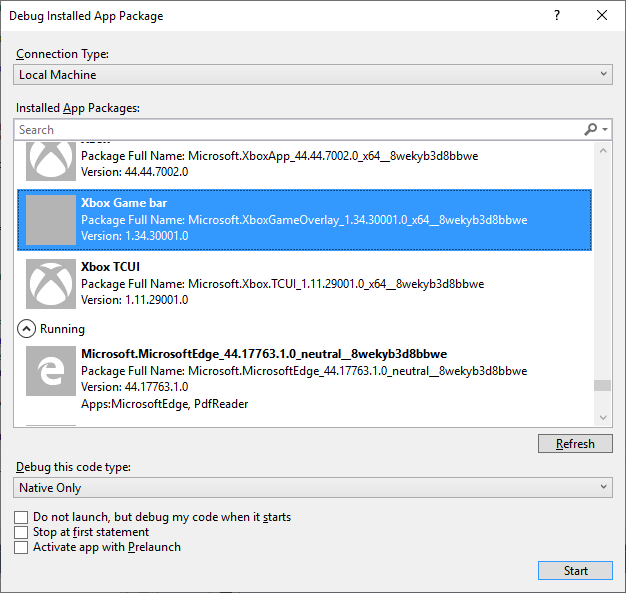 Debug Installed App Package
?
Connection Type:
Local Machine
Installed App Packages:
Search
Package Full Name: Microsoft.XboxApp_44.44.7002.0_x64__8wekyb3d8bbwe
Version: 44.44.7002.0
Xbox Game bar
Package Full Name: Microsoft.XboxGameOverlay_1.34.30001.0_x64__8wekyb3d8bbwe
Version: 1.34.30001.0
Xbox TCUI
Package Full Name: Microsoft.Xbox.TCUI_1.11.29001.0_x64__8wekyb3d8bbwe
Version: 1.11.29001.0
Running
Microsoft.MicrosoftEdge_44.17763.1.0_neutral__8wekyb3d8bbwe
Package Full Name: Microsoft.MicrosoftEdge_44.17763.1.0_neutral__8wekyb3d8bbwe
Version: 44.17763.1.0
Apps:MicrosoftEdge, PdfReader
Refresh
Debug this code type:
Native Only
Do not launch, but debug my code when it starts
Stop at first statement
Activate app with Prelaunch
Start